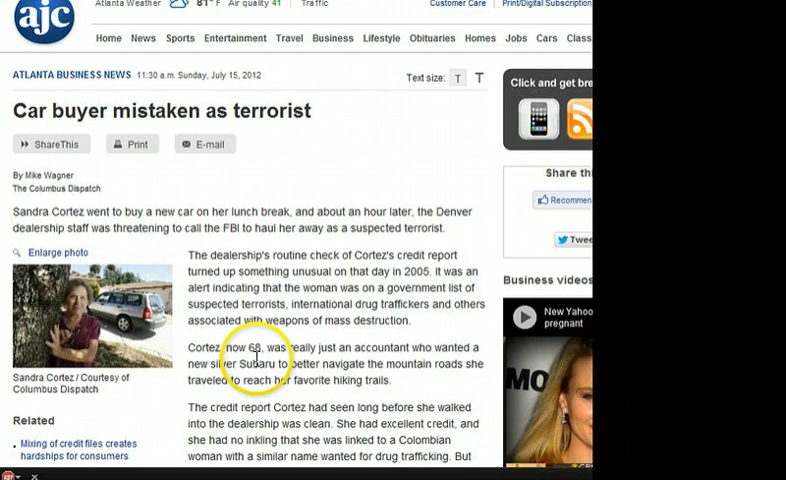 ajc
Atlanta Weather 81° F Air quality 41 Traffic Customer Care Print/Digital Subscription
Home News Sports Entertainment Travel Business Lifestyle Obituaries Homes Jobs Cars Class
ATLANTA BUSINESS NEWS 11:30 a.m. Sunday, July 15, 2012 Text size: T T
Click and get bre
Car buyer mistaken as terrorist
ShareThis Print E-mail
Share th
By Mike Wagner
The Columbus Dispatch
Recommen
Sandra Cortez went to buy a new car on her lunch break, and about an hour later, the Denver
dealership staff was threatening to call the FBI to haul her away as a suspected terrorist.
Twee
Enlarge photo
The dealership's routine check of Cortez's credit report
turned up something unusual on that day in 2005. It was an
alert indicating that the woman was on a government list of
suspected terrorists, international drug traffickers and others
associated with weapons of mass destruction.
Business videos
New Yahoo
pregnant
Cortez, now 68, was really just an accountant who wanted a
new silver Subaru to better navigate the mountain roads she
traveled to reach her favorite hiking trails.
MO
Sandra Cortez / Courtesy of
Columbus Dispatch
The credit report Cortez had seen long before she walked
into the dealership was clean. She had excellent credit, and
she had no inkling that she was linked to a Colombian
woman with a similar name wanted for drug trafficking. But
Related
Mixing of credit files creates
hardships for consumers
ABP